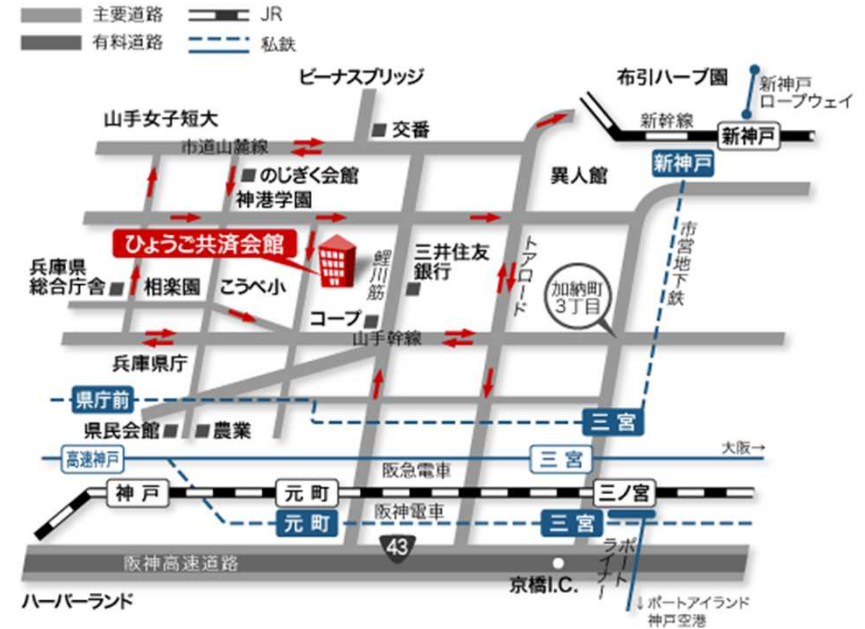 主要道路
JR
有料道路
私鉄
ビーナスブリッジ
布引ハーブ園
新神戸
ロープウェイ
山手女子短大
交番
新幹線
新神戸
市道山麓線
新神戸
のじぎく会館
異人館
神港学園
ひょうご共済会館
三井住友
銀行
鯉川筋
トアロード
市営地下鉄
兵庫県
総合庁舎
相楽園
こうべ小
加納町
3丁目
コープ
山手幹線
兵庫県庁
県庁前
三宮
県民会館
農業
大阪→
高速神戸
三宮
阪急電車
神戸
元町
三ノ宮
阪神電車
元町
三宮
43
ポートライナー
阪神高速道路
京橋I.C.
ハーバーランド
↓ポートアイランド
神戸空港